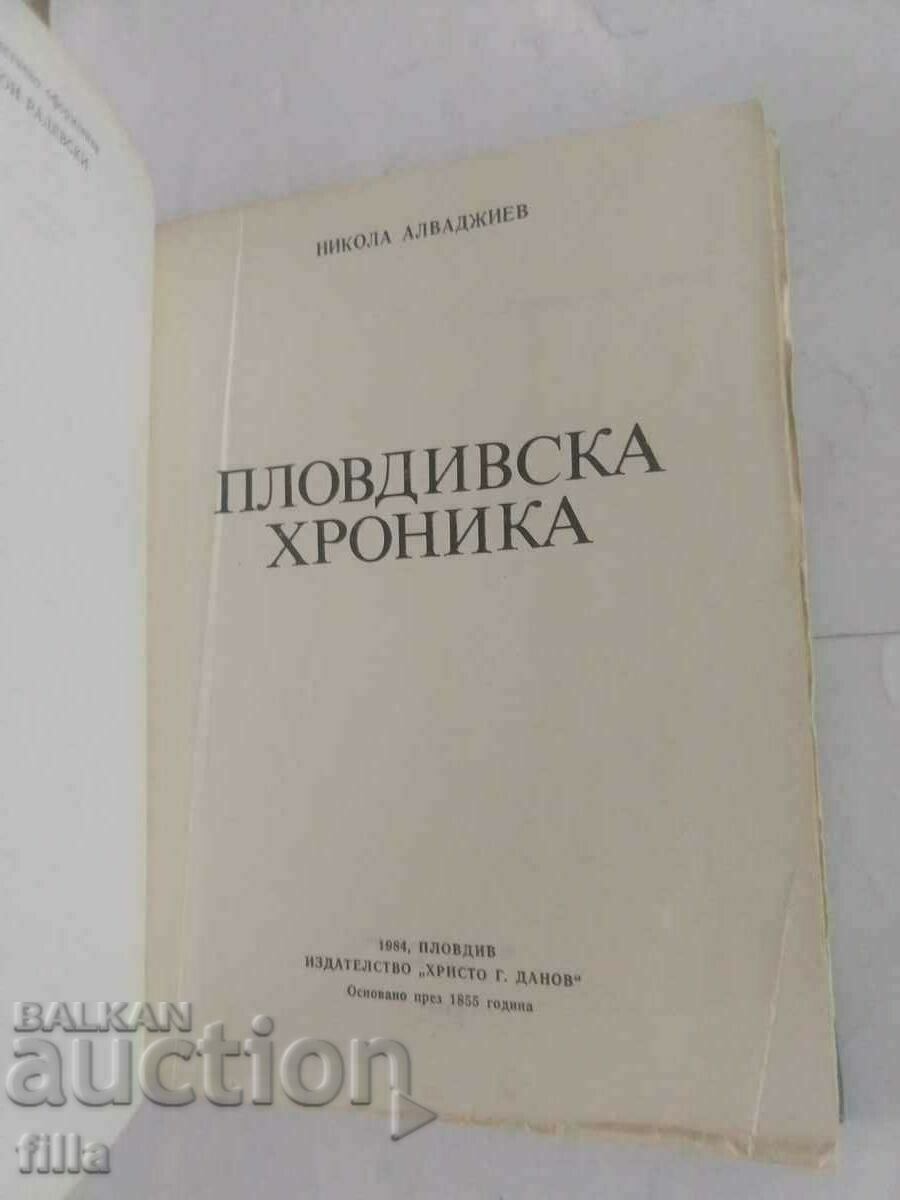 НИКОЛА АЛВАДЖИЕВ
ПЛОВДИВСКА
ХРОНИКА
1984, ПЛОВДИВ
ИЗДАТЕЛСТВО „ХРИСТО Г. ДАНОВ“
Основано през 1855 година
BALKAN
auction
filla